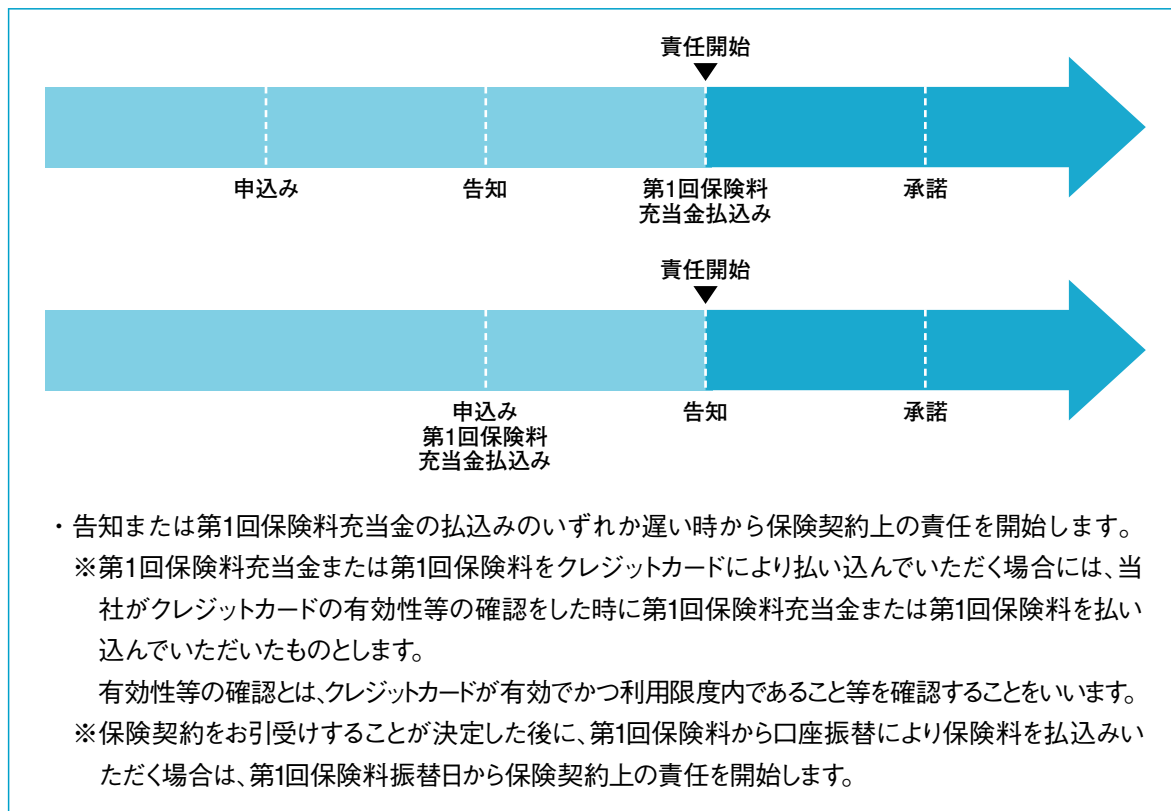 責任開始
申込み
告知
第1回保険料
充当金払込み
承諾
責任開始
申込み
第1回保険料
充当金払込み
告知
承諾
・告知または第1回保険料充当金の払込みのいずれか遅い時から保険契約上の責任を開始します。
※第1回保険料充当金または第1回保険料をクレジットカードにより払い込んでいただく場合には、当
社がクレジットカードの有効性等の確認をした時に第1回保険料充当金または第1回保険料を払い
込んでいただいたものとします。
有効性等の確認とは、クレジットカードが有効でかつ利用限度内であること等を確認することをいいます。
※保険契約をお引受けすることが決定した後に、第1回保険料から口座振替により保険料を払込みい
ただく場合は、第1回保険料振替日から保険契約上の責任を開始します。